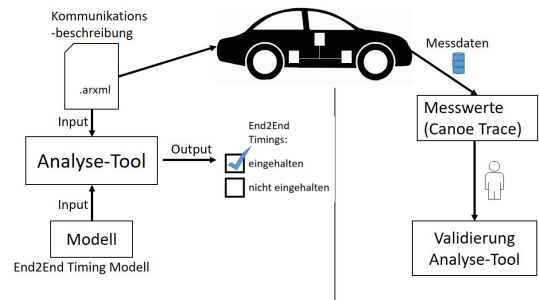 Kommunikations
-beschreibung
.arxml
Input
Analyse-Tool
Input
Modell
End2End Timing Modell
Output
End2End
Timings:
eingehalten
nicht eingehalten
Messdaten
Messwerte
(Canoe Trace)
Validierung
Analyse-Tool